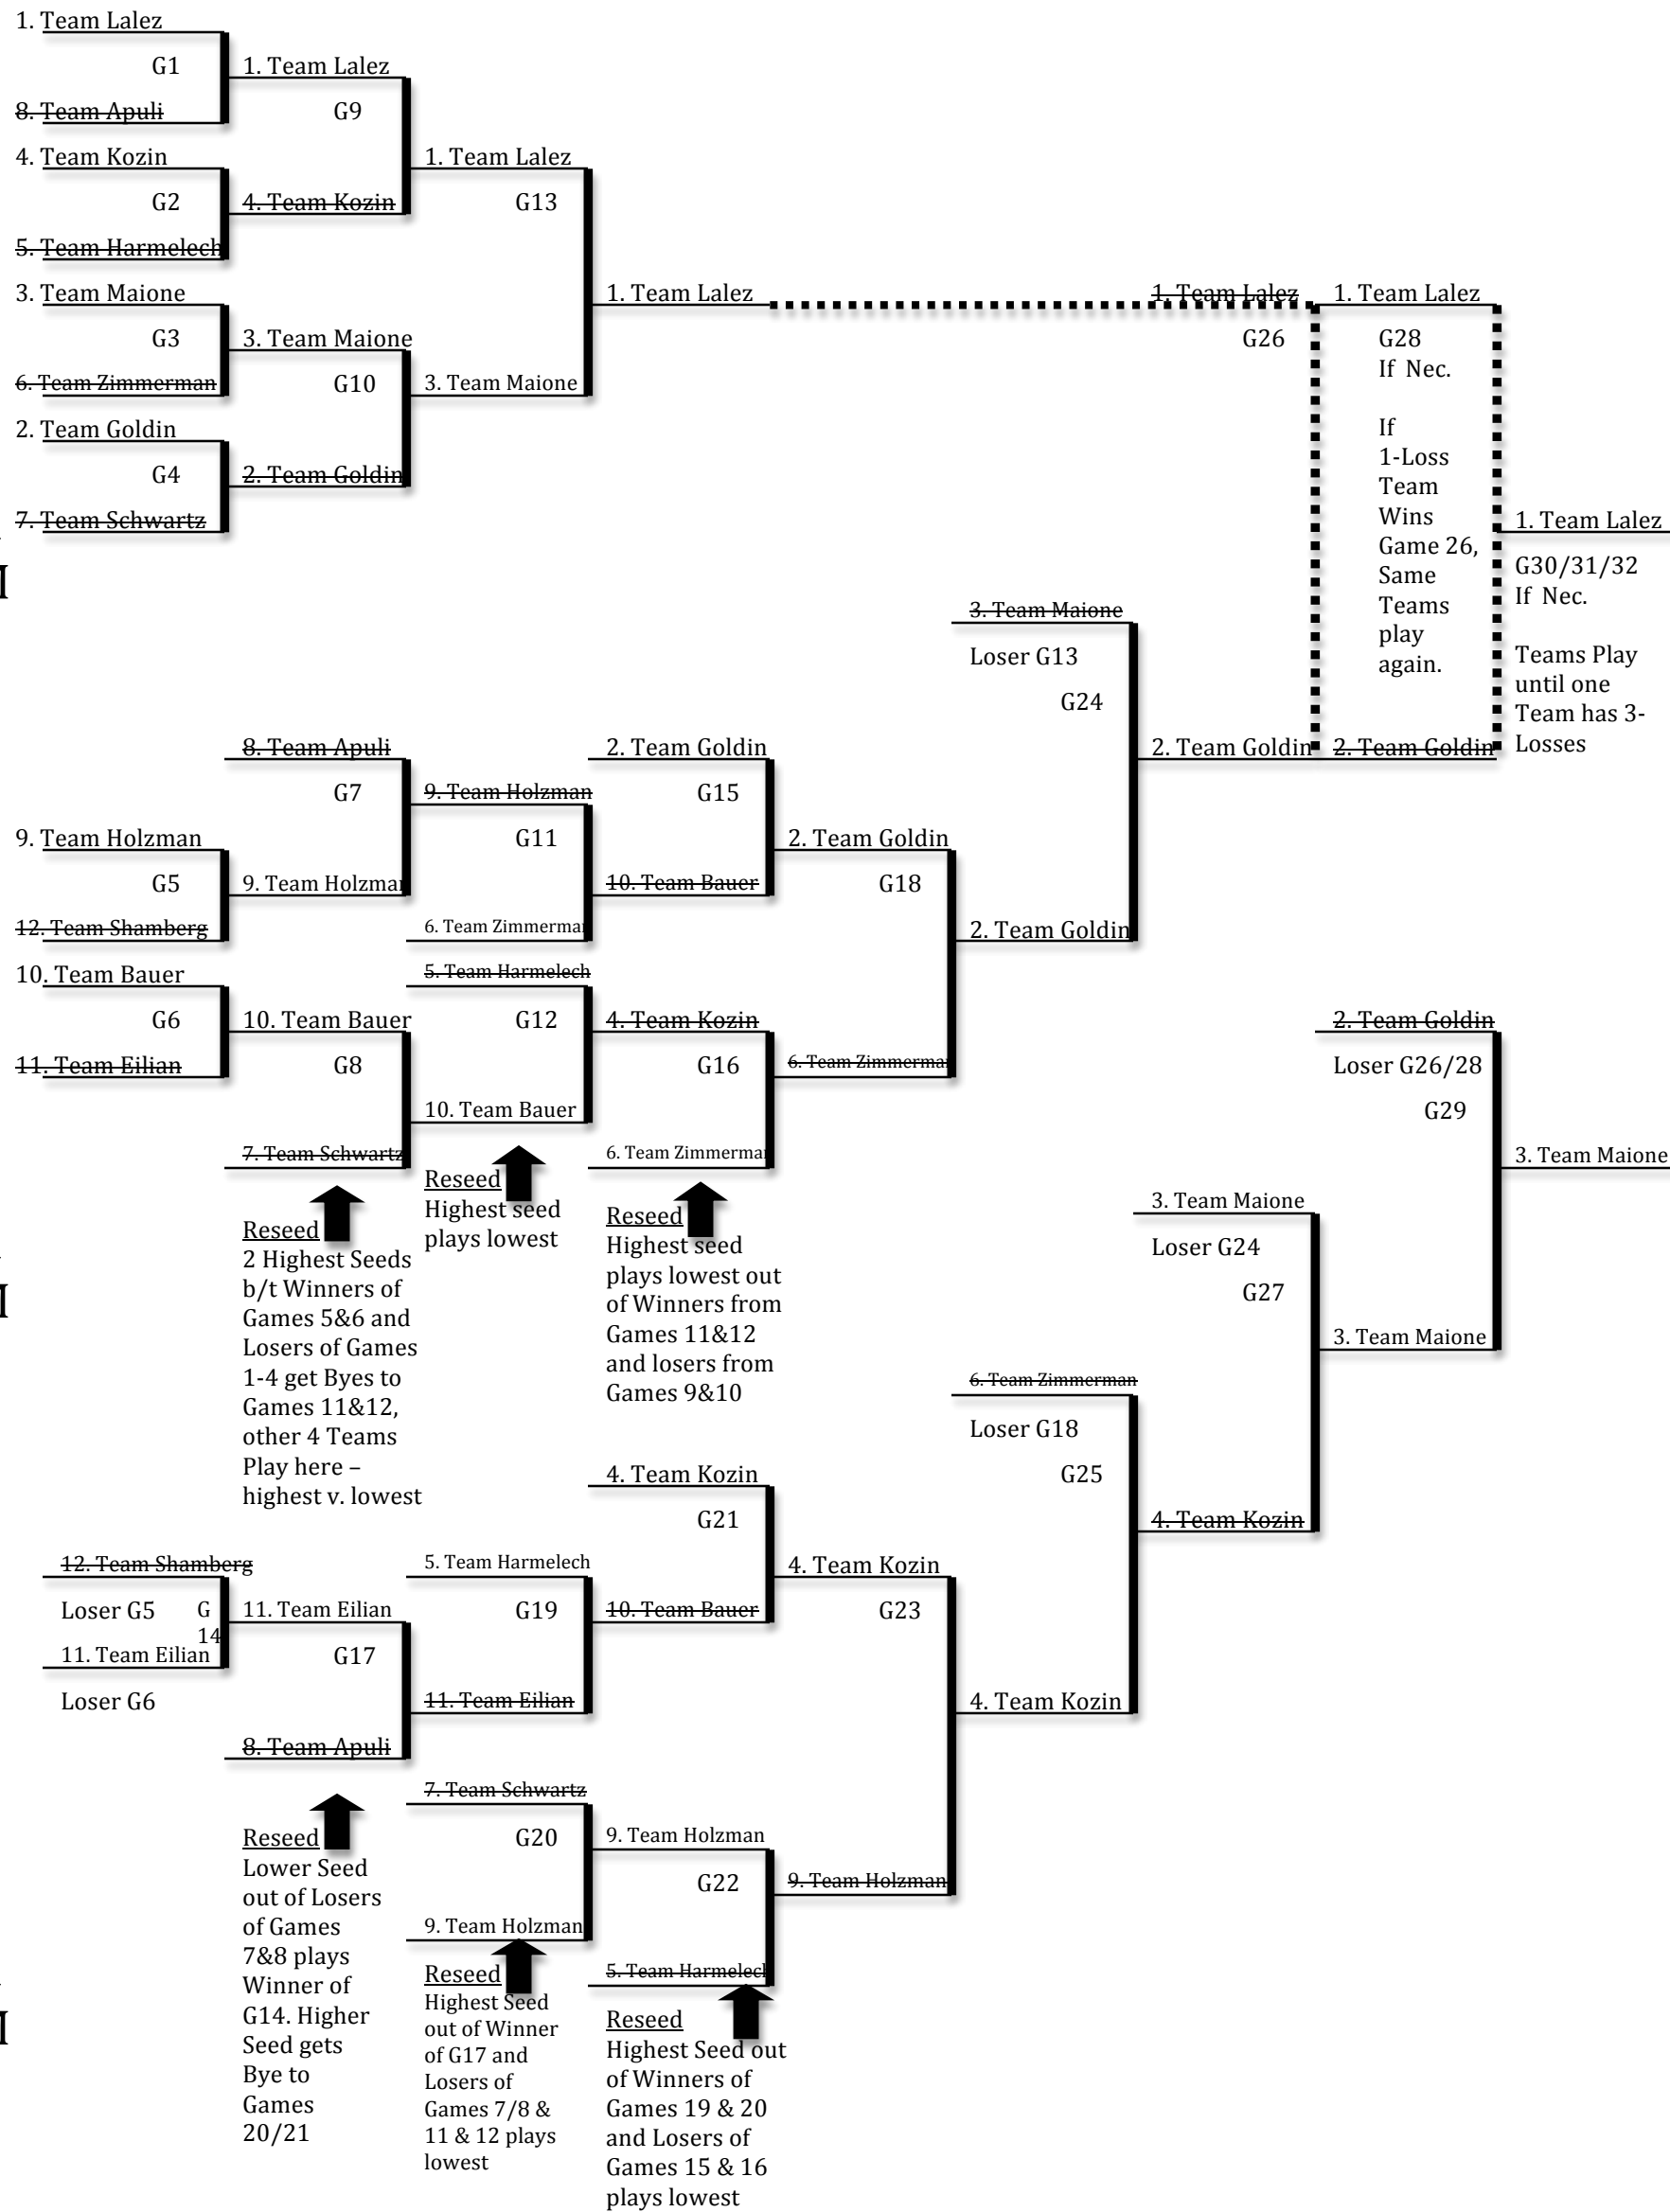 1. Team Lalez
G1
8. Team Apuli
4. Team Kozin
G2
5. Team Harmelech
3. Team Maione
G3
6. Team Zimmerman
2. Team Goldin
G4
7. Team Schwartz
1. Team Lalez
G9
4. Team Kozin
3. Team Maione
G10
2. Team Goldin
1. Team Lalez
G13
3. Team Maione
1. Team Lalez
1. Team Lalez
G26
1. Team Lalez
G28
If Nec.
If
1-Loss
Team
Wins
Game 26,
Same
Teams
play
again.
2. Team Goldin
2. Team Goldin
1. Team Lalez
G30/31/32
If Nec.
Teams Play
until one
Team has 3-
Losses
9. Team Holzman
G5
12. Team Shamberg
10. Team Bauer
G6
11. Team Eilian
8. Team Apuli
G7
9. Team Holzman
10. Team Bauer
G8
7. Team Schwartz
Reseed
2 Highest Seeds
b/t Winners of
Games 5&6 and
Losers of Games
1-4 get Byes to
Games 11&12,
other 4 Teams
Play here –
highest v. lowest
9. Team Holzman
G11
6. Team Zimmerman
5. Team Harmelech
G12
10. Team Bauer
Reseed
Highest seed
plays lowest
2. Team Goldin
G15
10. Team Bauer
4. Team Kozin
G16
6. Team Zimmerman
Reseed
Highest seed
plays lowest out
of Winners from
Games 11&12
and losers from
Games 9&10
2. Team Goldin
G18
6. Team Zimmerman
3. Team Maione
Loser G13
G24
2. Team Goldin
12. Team Shamberg
Loser G5
G
14
11. Team Eilian
Loser G6
11. Team Eilian
G17
8. Team Apuli
Reseed
Lower Seed
out of Losers
of Games
7&8 plays
Winner of
G14. Higher
Seed gets
Bye to
Games
20/21
5. Team Harmelech
G19
11. Team Eilian
7. Team Schwartz
G20
9. Team Holzman
Reseed
Highest Seed
out of Winner
of G17 and
Losers of
Games 7/8 &
11 & 12 plays
lowest
4. Team Kozin
G21
10. Team Bauer
9. Team Holzman
G22
5. Team Harmelech
Reseed
Highest Seed out
of Winners of
Games 19 & 20
and Losers of
Games 15 & 16
plays lowest
4. Team Kozin
G23
9. Team Holzman
6. Team Zimmerman
Loser G18
G25
4. Team Kozin
3. Team Maione
Loser G24
G27
4. Team Kozin
2. Team Goldin
Loser G26/28
G29
3. Team Maione
3. Team Maione